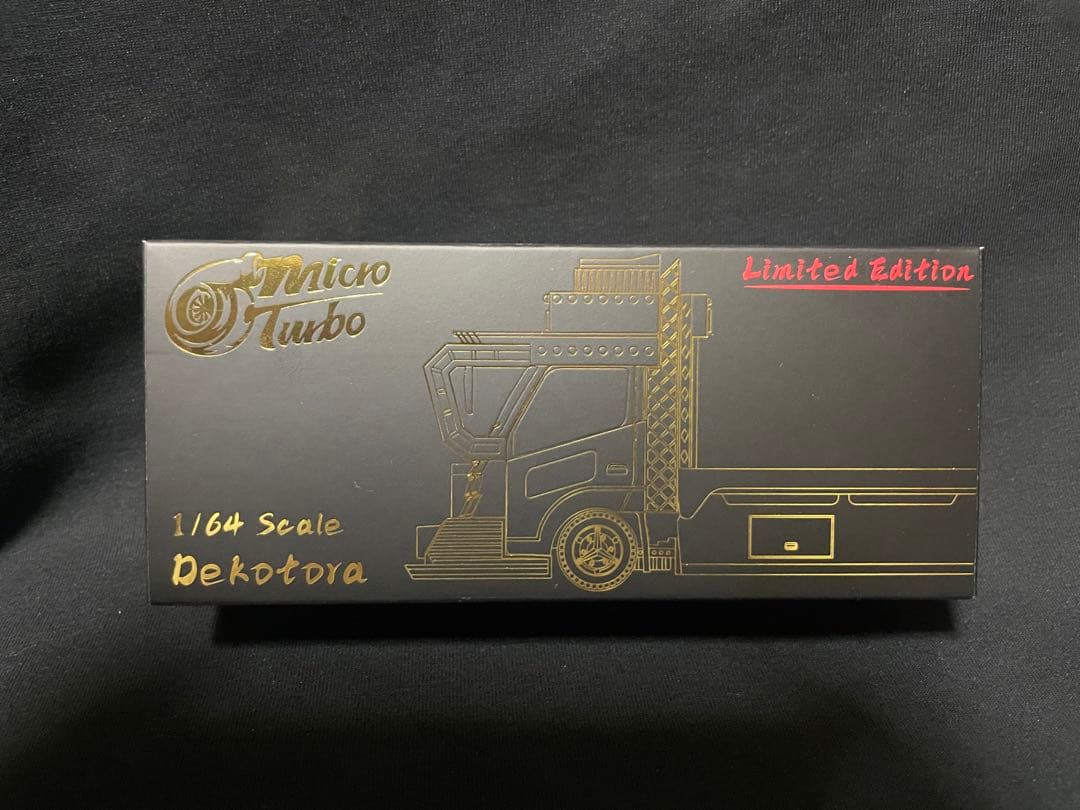 Micro
Turbo
Limited Edition
1/64 Scale
Dekotora